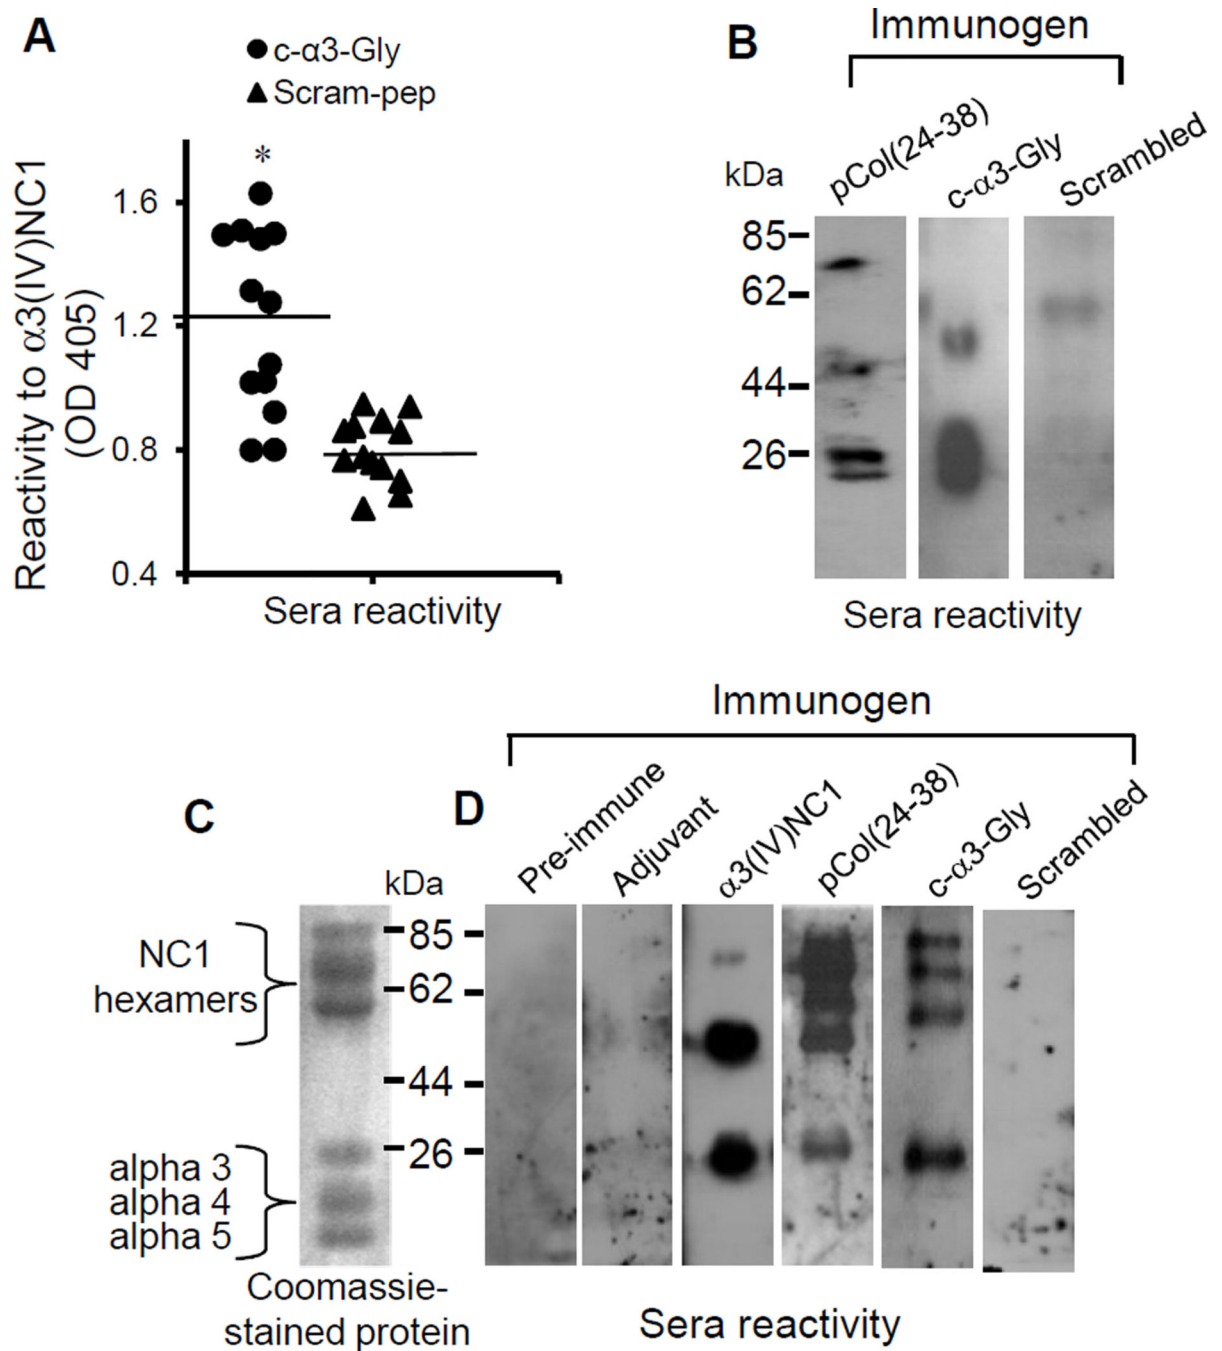 A
c-α3-Gly
Scram-pep
Reactivity to α3(IV)NC1
(OD 405)
*
1.6
1.2
0.8
0.4
Sera reactivity
B
Immunogen
kDa
pCol(24-38)
c-α3-Gly
Scrambled
85
62
44
26
Sera reactivity
C
NC1
hexamers
alpha 3
alpha 4
alpha 5
kDa
85
62
44
26
Coomassie-
stained protein
D
Immunogen
Pre-immune
Adjuvant
α3(IV)NC1
pCol(24-38)
c-α3-Gly
Scrambled
Sera reactivity